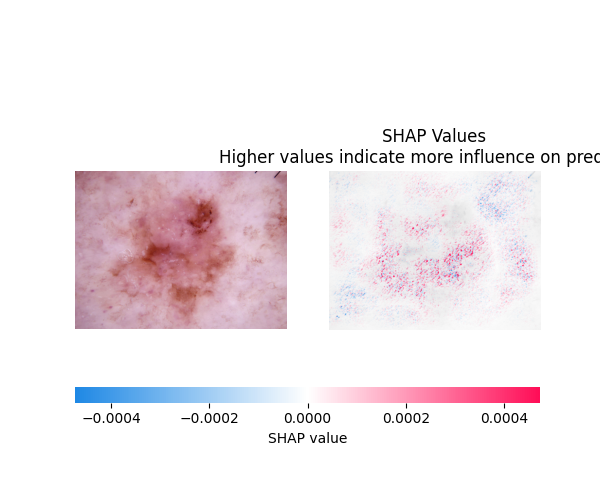 SHAP Values
Higher values indicate more influence on pred
−0.0004 −0.0002 0.0000 0.0002 0.0004
SHAP value